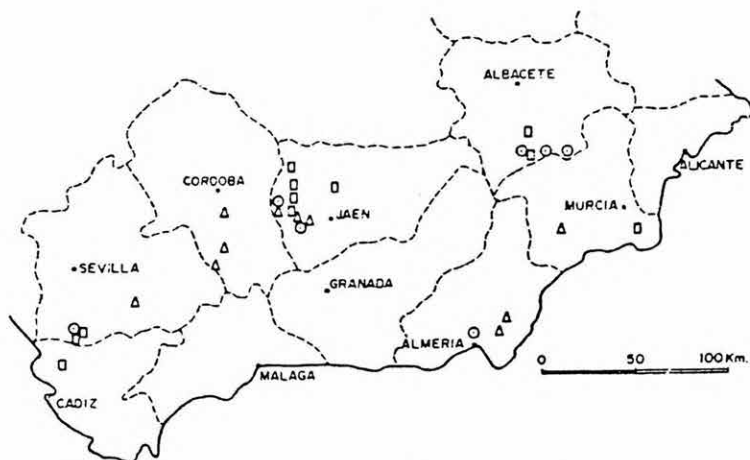 ALBACETE
ALICANTE
CORDOBA
JAEN
MURCIA
SEVILLA
GRANADA
ALMERIA
0 50 100 Km.
MALAGA
CADIZ